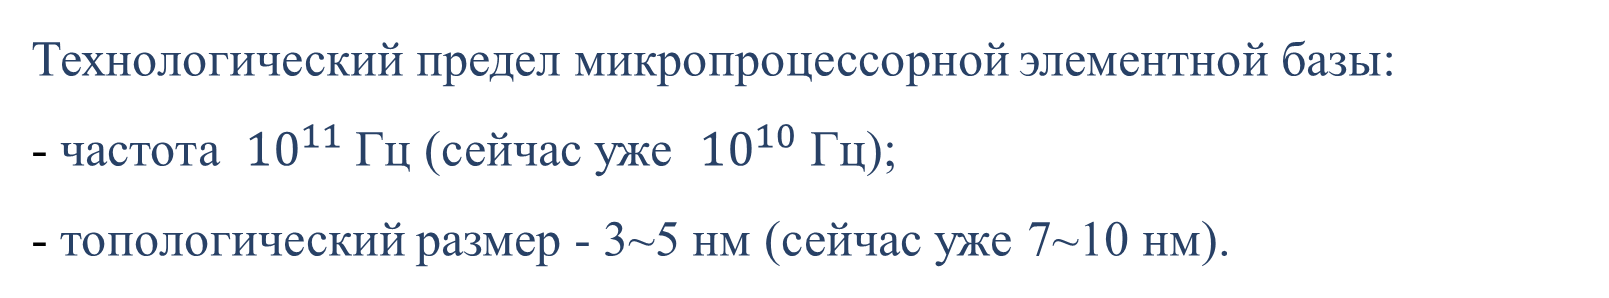 Технологический предел микропроцессорной элементной базы:
- частота 10¹¹ Гц (сейчас уже 10¹⁰ Гц);
- топологический размер - 3~5 нм (сейчас уже 7~10 нм).